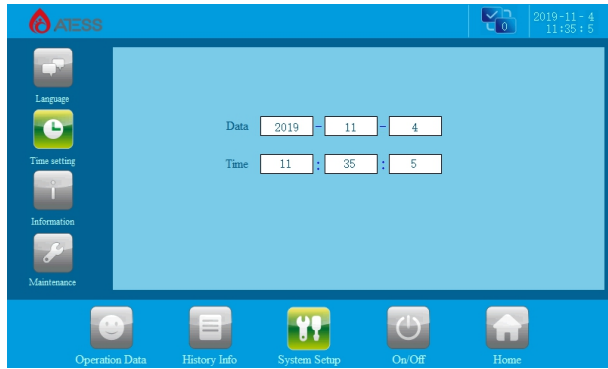 ATESS
0
2019-11- 4
11:35: 5
Language
Time setting
Information
Maintenance
Data 2019 - 11 - 4
Time 11 : 35 : 5
Operation Data History Info System Setup On/Off Home